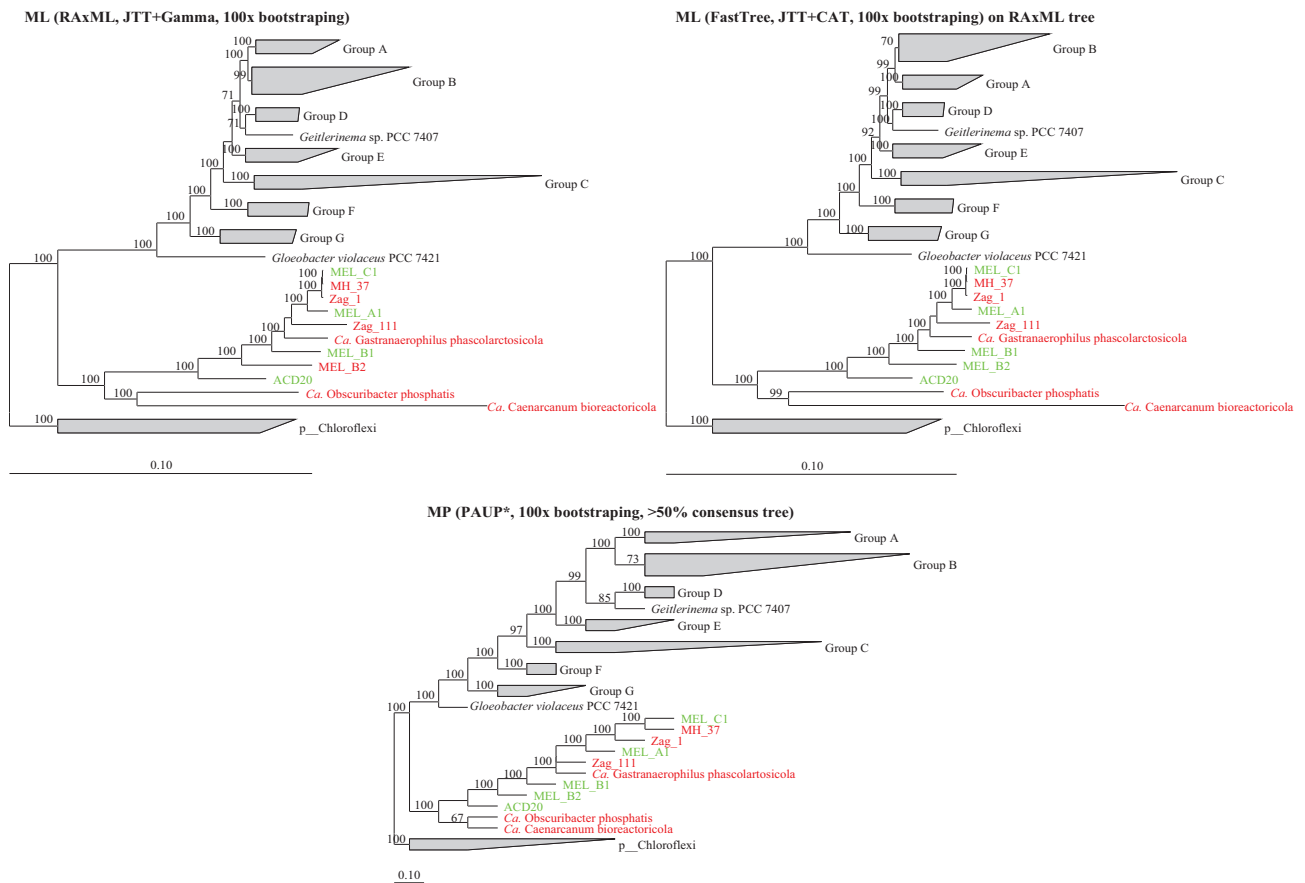 ML (RAxML, JTT+Gamma, 100x bootstraping)
100
Group A
100
99
Group B
71
100
Group D
71
Geitlerinema sp. PCC 7407
100
100
Group E
100
100
Group C
100
100
Group F
100
100
Group G
100
Gloeobacter violaceus PCC 7421
100
MEL_C1
100
MH_37
Zag_1
100
MEL_A1
100
Zag_111
100
Ca. Gastranaerophilus phascolarctosicola
MEL_B1
100
MEL_B2
100
ACD20
100
Ca. Obscuribacter phosphatis
100
Ca. Caenarcanum bioreactoricola
100
p__Chloroflexi
0.10
ML (FastTree, JTT+CAT, 100x bootstraping) on RAxML tree
70
Group B
99
100
Group A
99
100
Group D
100
Geitlerinema sp. PCC 7407
92
100
Group E
100
100
Group C
100
100
Group F
100
100
Group G
100
Gloeobacter violaceus PCC 7421
100
100
MEL_C1
100
MH_37
Zag_1
100
MEL_A1
100
Zag_111
100
Ca. Gastranaerophilus phascolarctosicola
MEL_B1
100
MEL_B2
100
ACD20
100
Ca. Obscuribacter phosphatis
99
Ca. Caenarcanum bioreactoricola
100
p__Chloroflexi
0.10
MP (PAUP*, 100x bootstraping, >50% consensus tree)
100
Group A
100
73
Group B
99
100
Group D
85
Geitlerinema sp. PCC 7407
100
100
Group E
97
100
Group C
100
100
Group F
100
100
Group G
100
Gloeobacter violaceus PCC 7421
100
100
MEL_C1
MH_37
100
Zag_1
100
MEL_A1
100
Zag_111
Ca. Gastranaerophilus phascolartosicola
100
MEL_B1
100
MEL_B2
100
ACD20
Ca. Obscuribacter phosphatis
67
Ca. Caenarcanum bioreactoricola
100
p__Chloroflexi
0.10